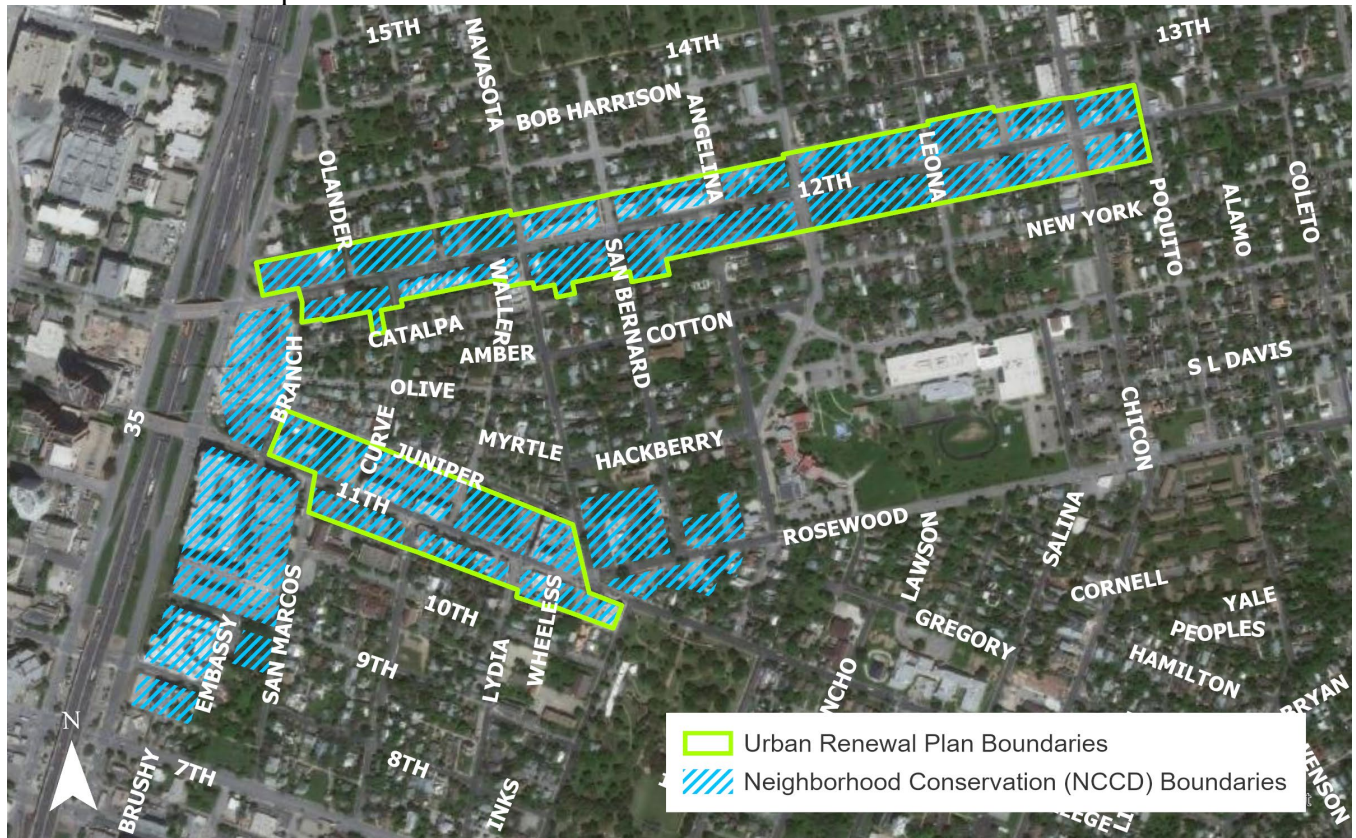 15TH
NAVASOTA
14TH
13TH
BOB HARRISON
ANGELINA
OLANDER
LEONA
12TH
COLETO
ALAMO
POQUITO
NEW YORK
SAN BERNARD
WALLER
CATALPA
COTTON
AMBER
S L DAVIS
BRANCH
OLIVE
35
CHICON
CURVE
MYRTLE
HACKBERRY
JUNIPER
11TH
ROSEWOOD
SALINA
LAWSON
CORNELL
YALE
10TH
WHEELESS
GREGORY
PEOPLES
SAN MARCOS
EMBASSY
9TH
LYDIA
HAMILTON
NCHO
BRYAN
N
7TH
8TH
BRUSHY
INKS
Urban Renewal Plan Boundaries
Neighborhood Conservation (NCCD) Boundaries
VENSON
LEGE